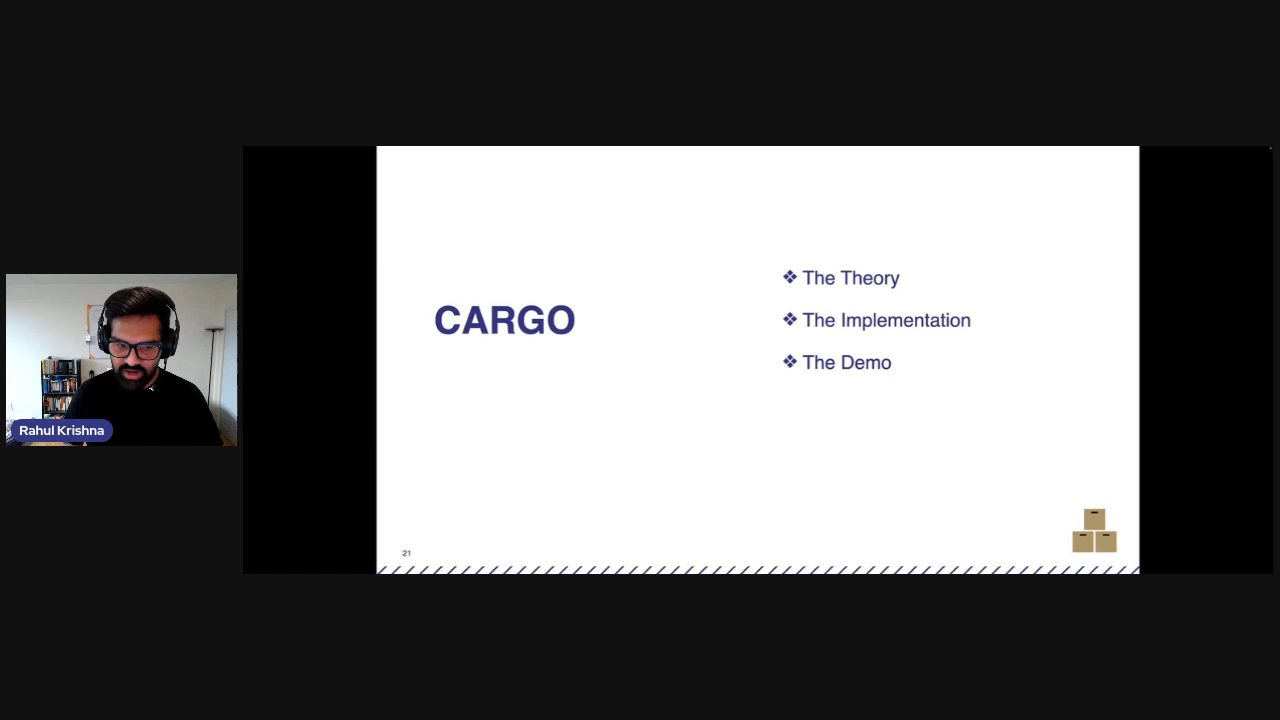 CARGO
❖ The Theory
❖ The Implementation
❖ The Demo
Rahul Krishna
21